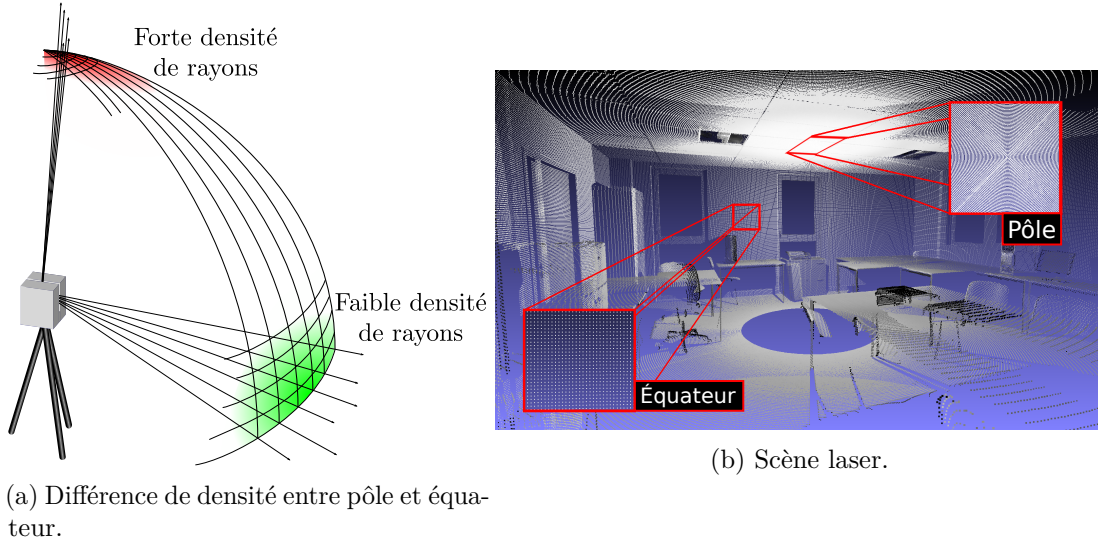 Forte densité
de rayons
Faible densité
de rayons
Pôle
Équateur
(a) Différence de densité entre pôle et équa-
teur.
(b) Scène laser.